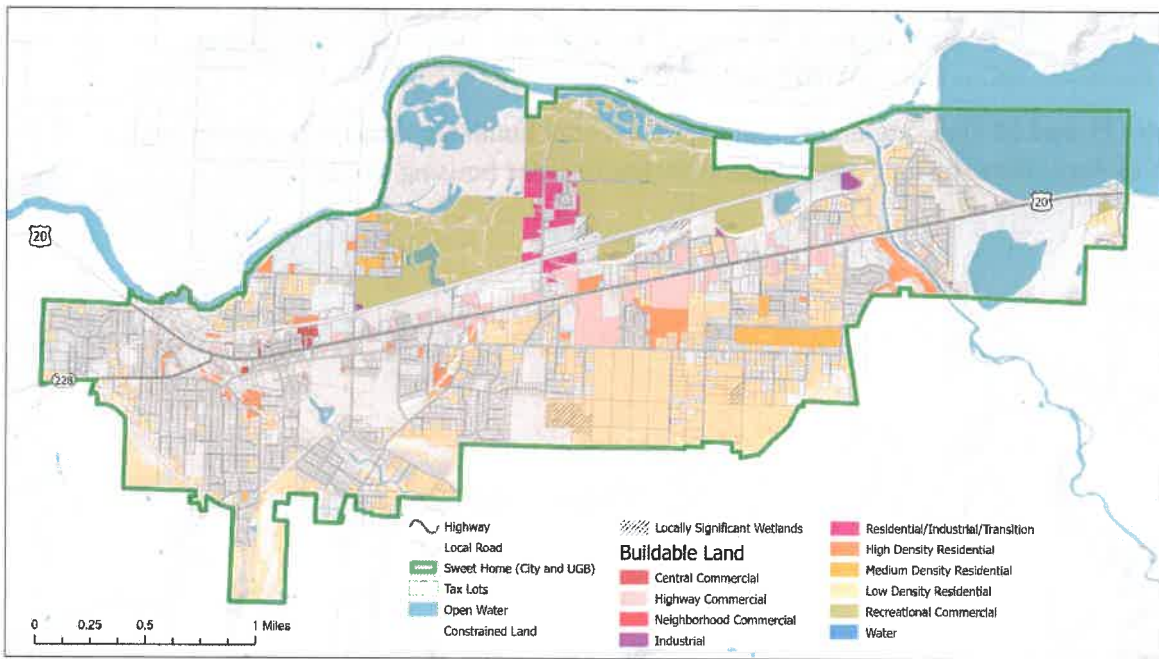 20
20
228
Highway
Local Road
Sweet Home (City and UGB)
Tax Lots
Open Water
Constrained Land
0 0.25 0.5 1 Miles
Locally Significant Wetlands
Buildable Land
Central Commercial
Highway Commercial
Neighborhood Commercial
Industrial
Residential/Industrial/Transition
High Density Residential
Medium Density Residential
Low Density Residential
Recreational Commercial
Water